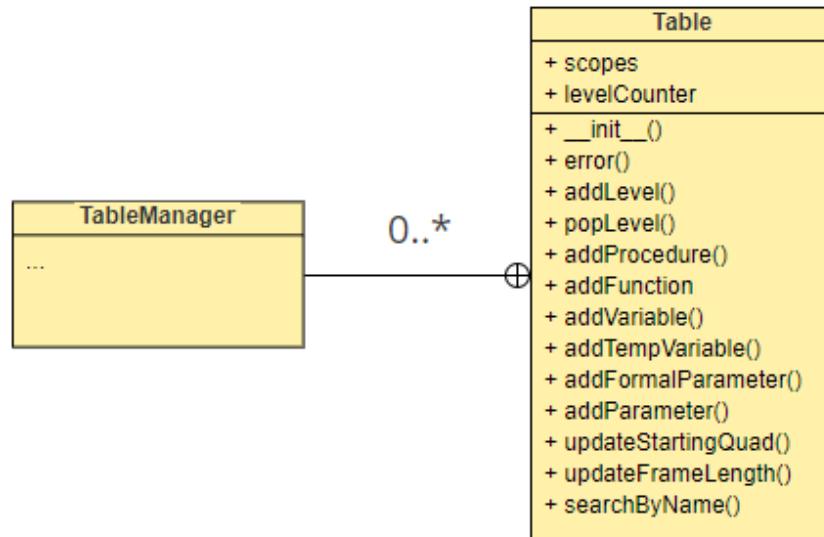 Table
+ scopes
+ levelCounter
+ __init__()
+ error()
+ addLevel()
+ popLevel()
+ addProcedure()
+ addFunction
+ addVariable()
+ addTempVariable()
+ addFormalParameter()
+ addParameter()
+ updateStartingQuad()
+ updateFrameLength()
+ searchByName()
TableManager
...
0..*